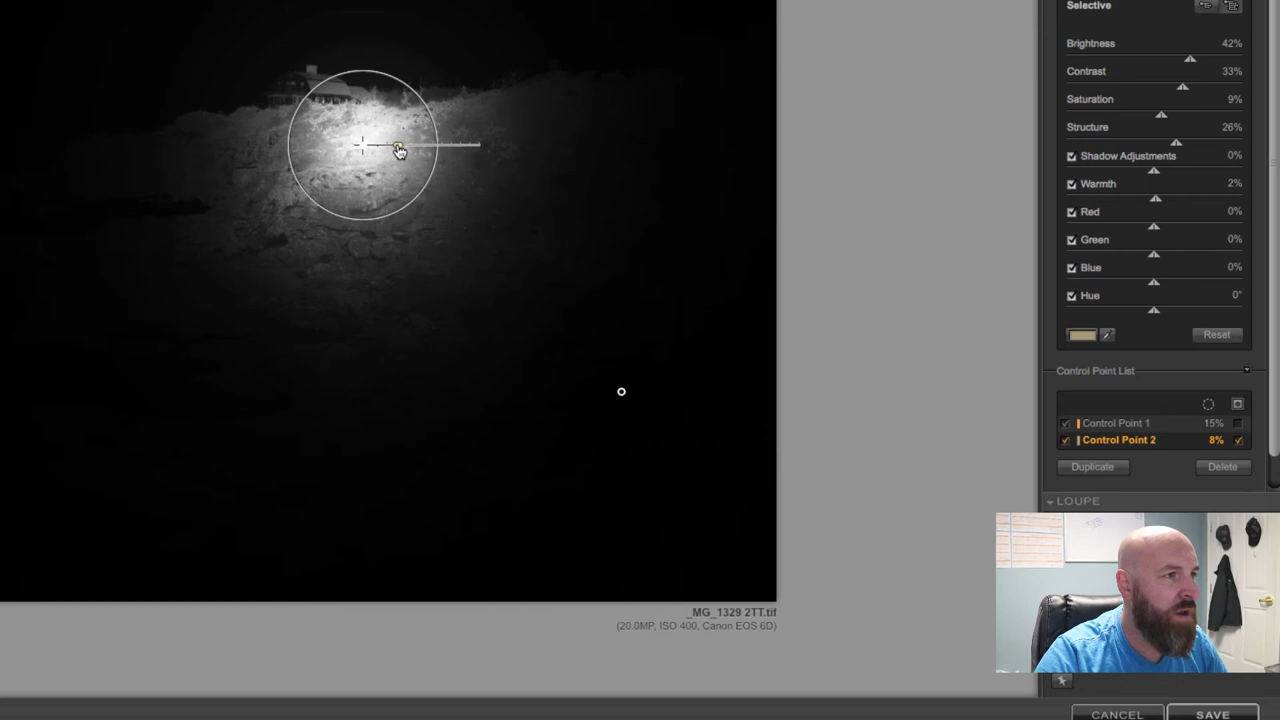 Selective
Brightness 42%
Contrast 33%
Saturation 9%
Structure 26%
Shadow Adjustments 0%
Warmth 2%
Red 0%
Green 0%
Blue 0%
Hue 0°
Reset
Control Point List
Control Point 1 15%
Control Point 2 8%
Duplicate Delete
LOUPE
_MG_1329 2TT.tif
(20.0MP, ISO 400, Canon EOS 6D)
CANCEL SAVE